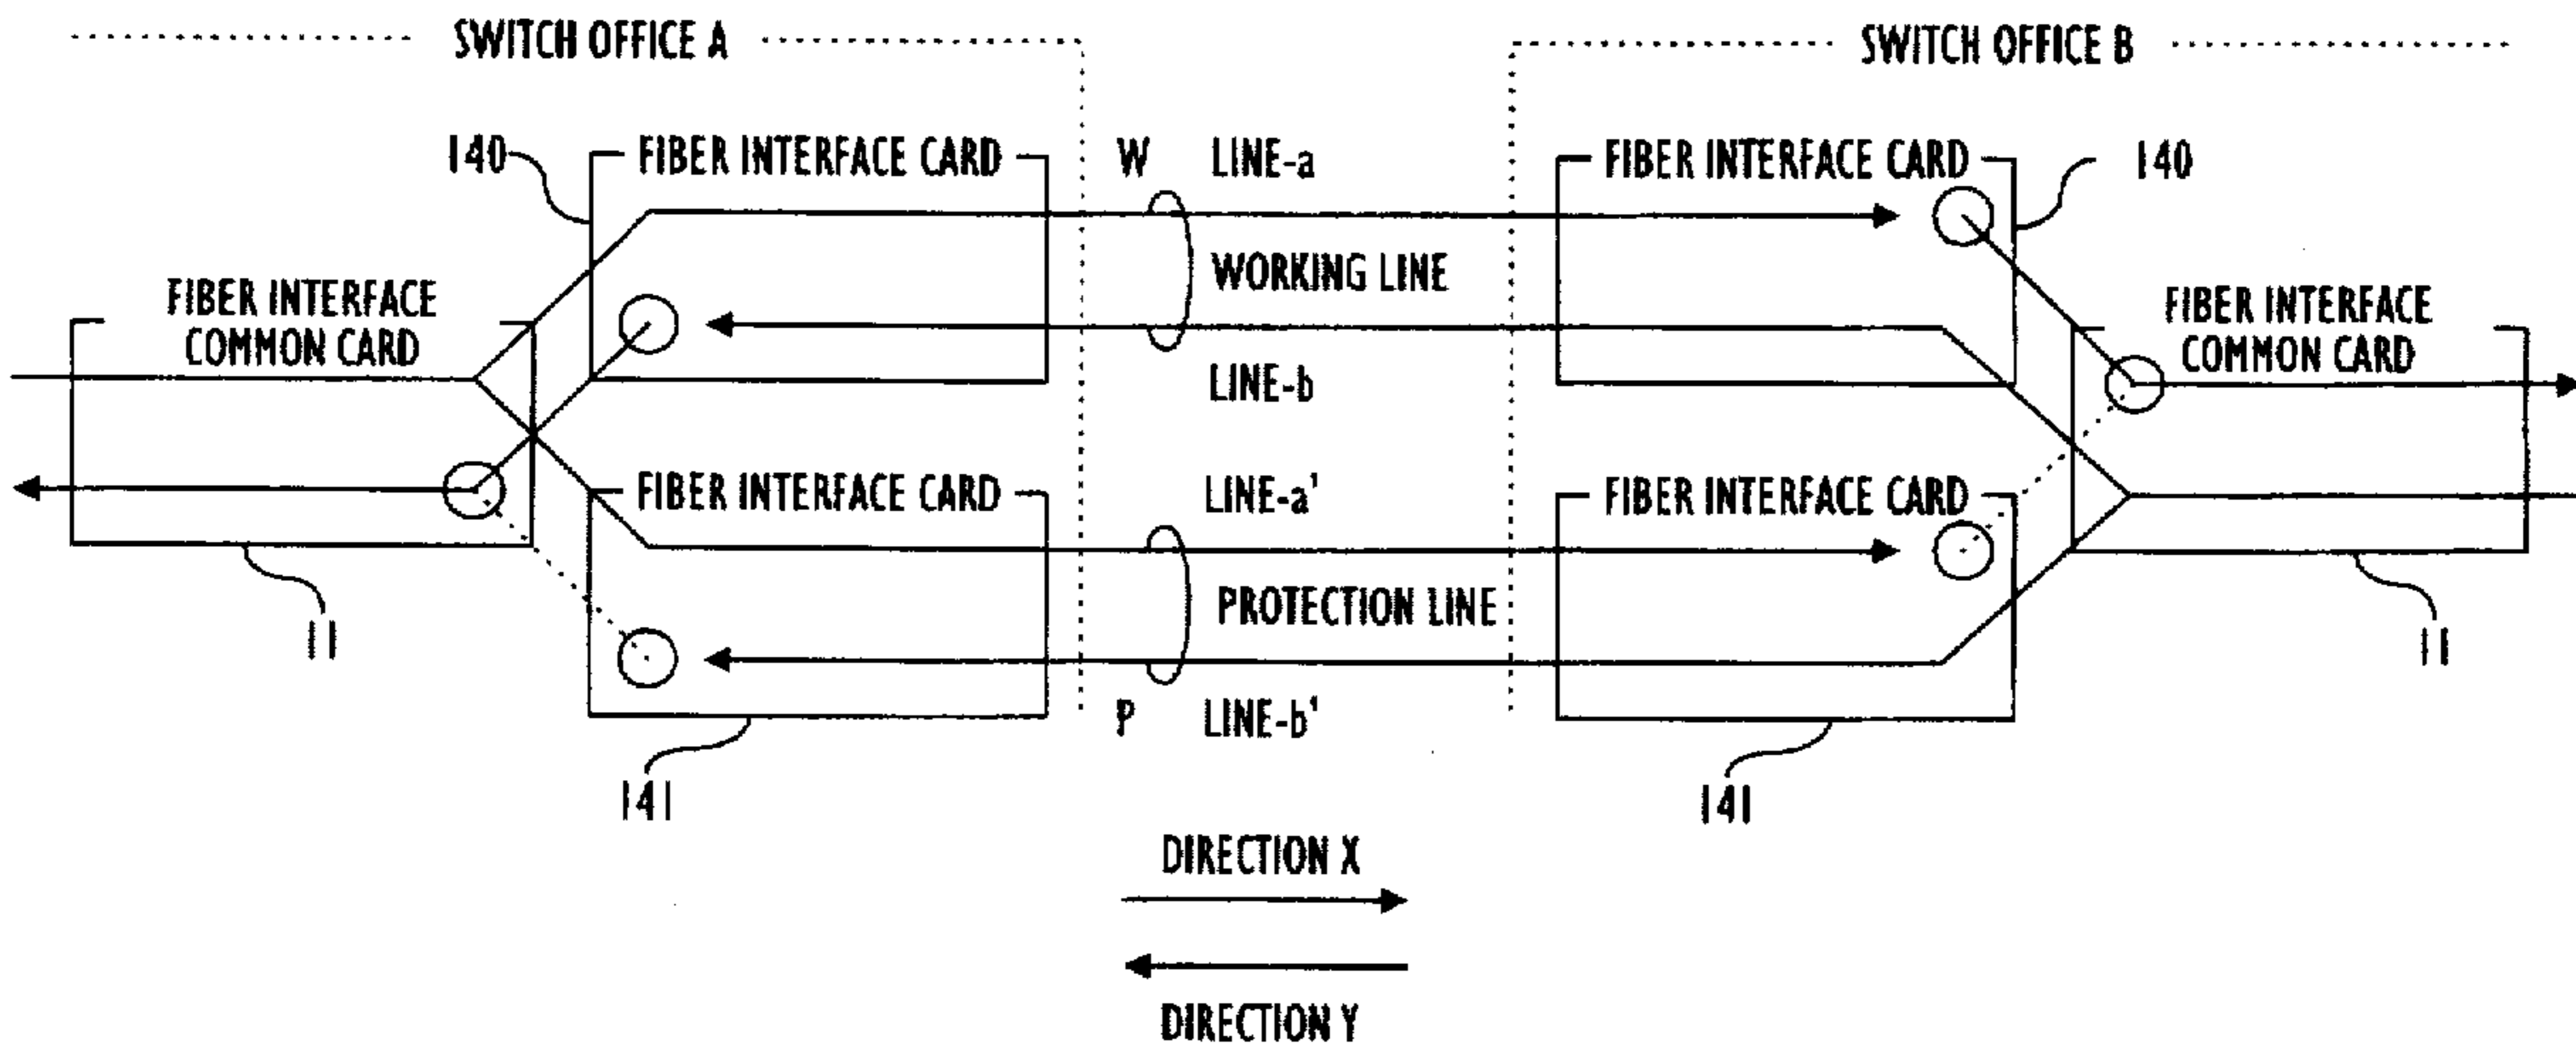 SWITCH OFFICE A
SWITCH OFFICE B
140
FIBER INTERFACE CARD
W
LINE-a
FIBER INTERFACE CARD
140
WORKING LINE
FIBER INTERFACE
COMMON CARD
FIBER INTERFACE
COMMON CARD
LINE-b
FIBER INTERFACE CARD
LINE-a'
FIBER INTERFACE CARD
11
PROTECTION LINE
11
P
LINE-b'
141
141
DIRECTION X
DIRECTION Y